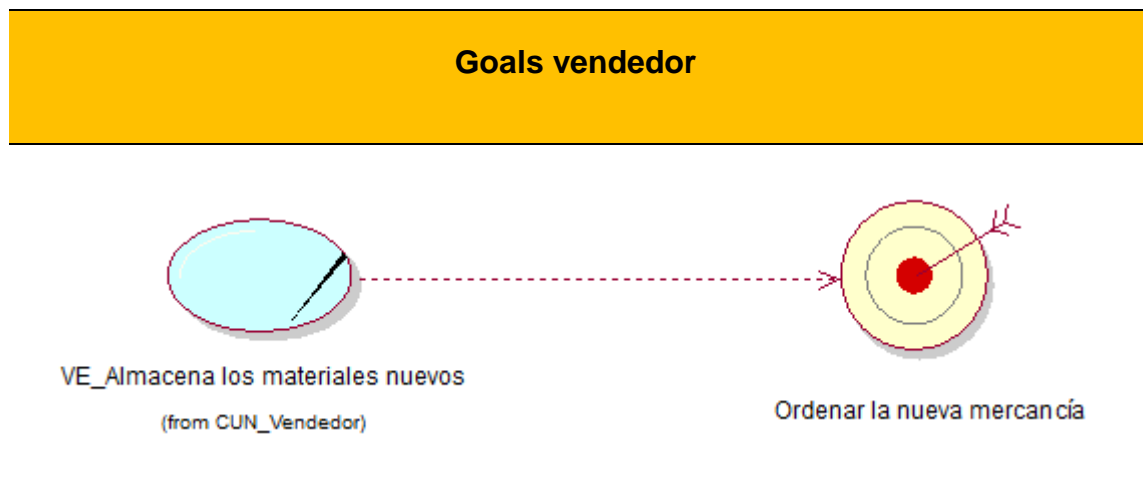 Goals vendedor
VE_Almacena los materiales nuevos
(from CUN_Vendedor)
Ordenar la nueva mercancía